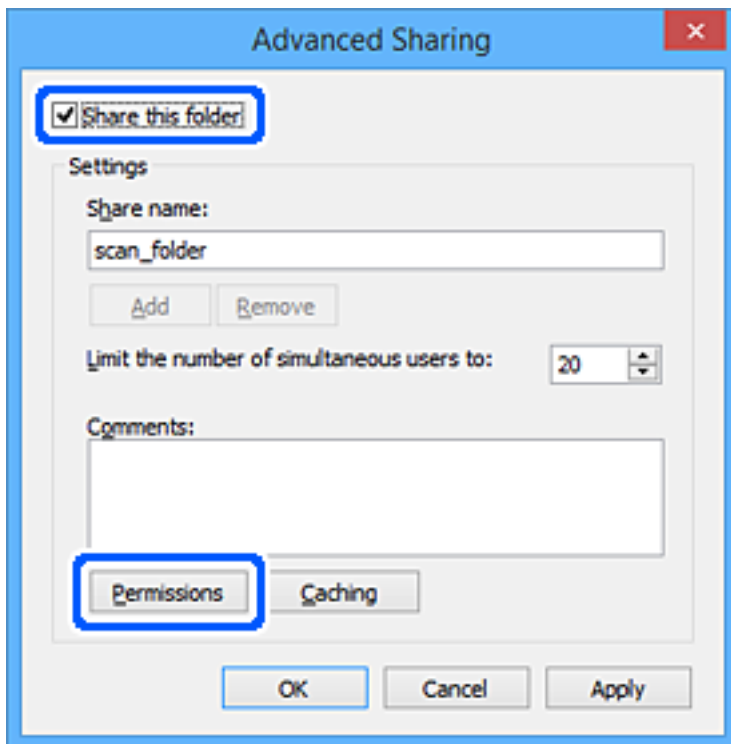 Advanced Sharing
Share this folder
Settings
Share name:
scan_folder
Add Remove
Limit the number of simultaneous users to: 20
Comments:
Permissions Caching
OK Cancel Apply